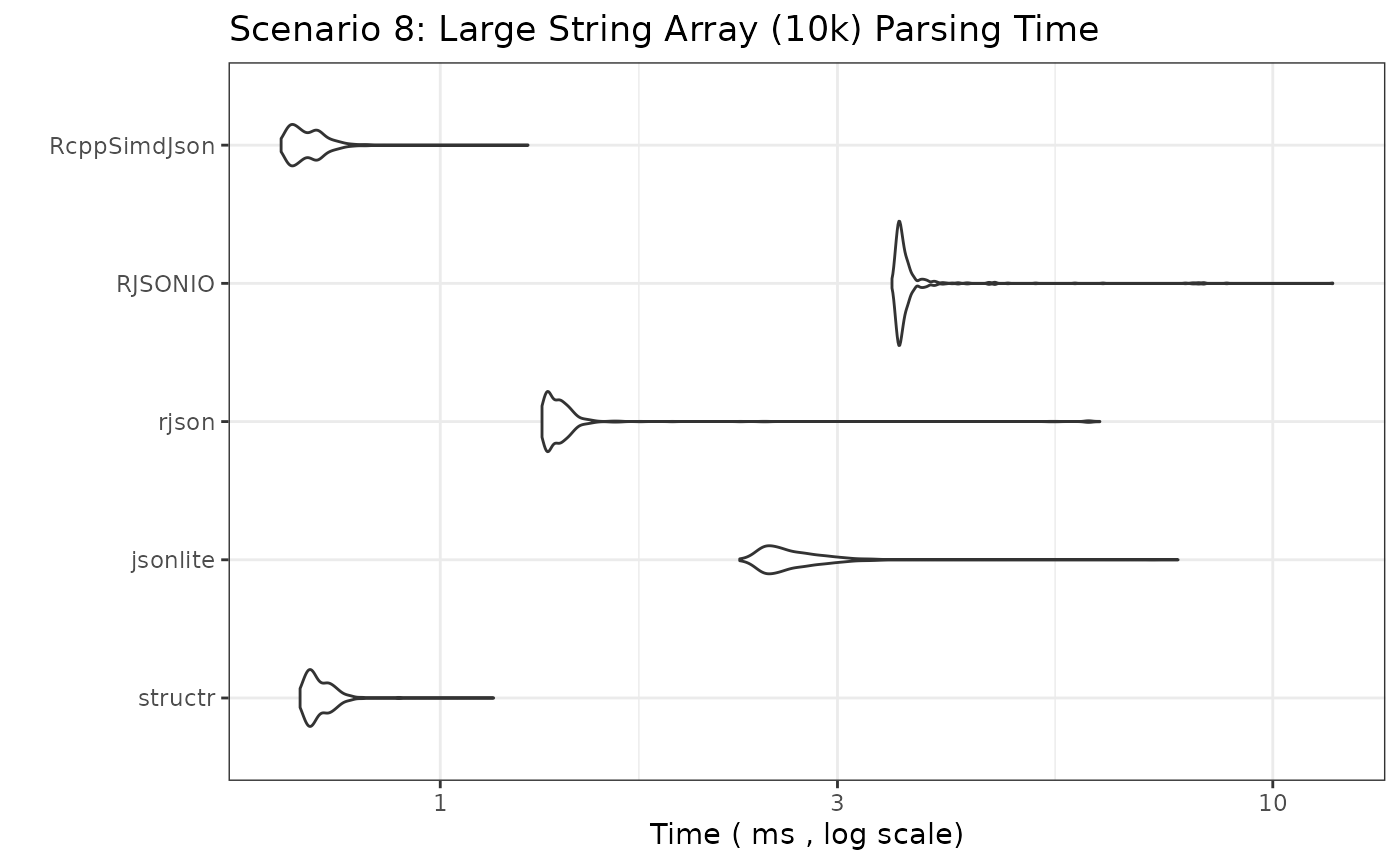 Scenario 8: Large String Array (10k) Parsing Time
RcppSimdJson
RJSONIO
rjson
jsonlite
structr
1 3 10
Time ( ms , log scale)